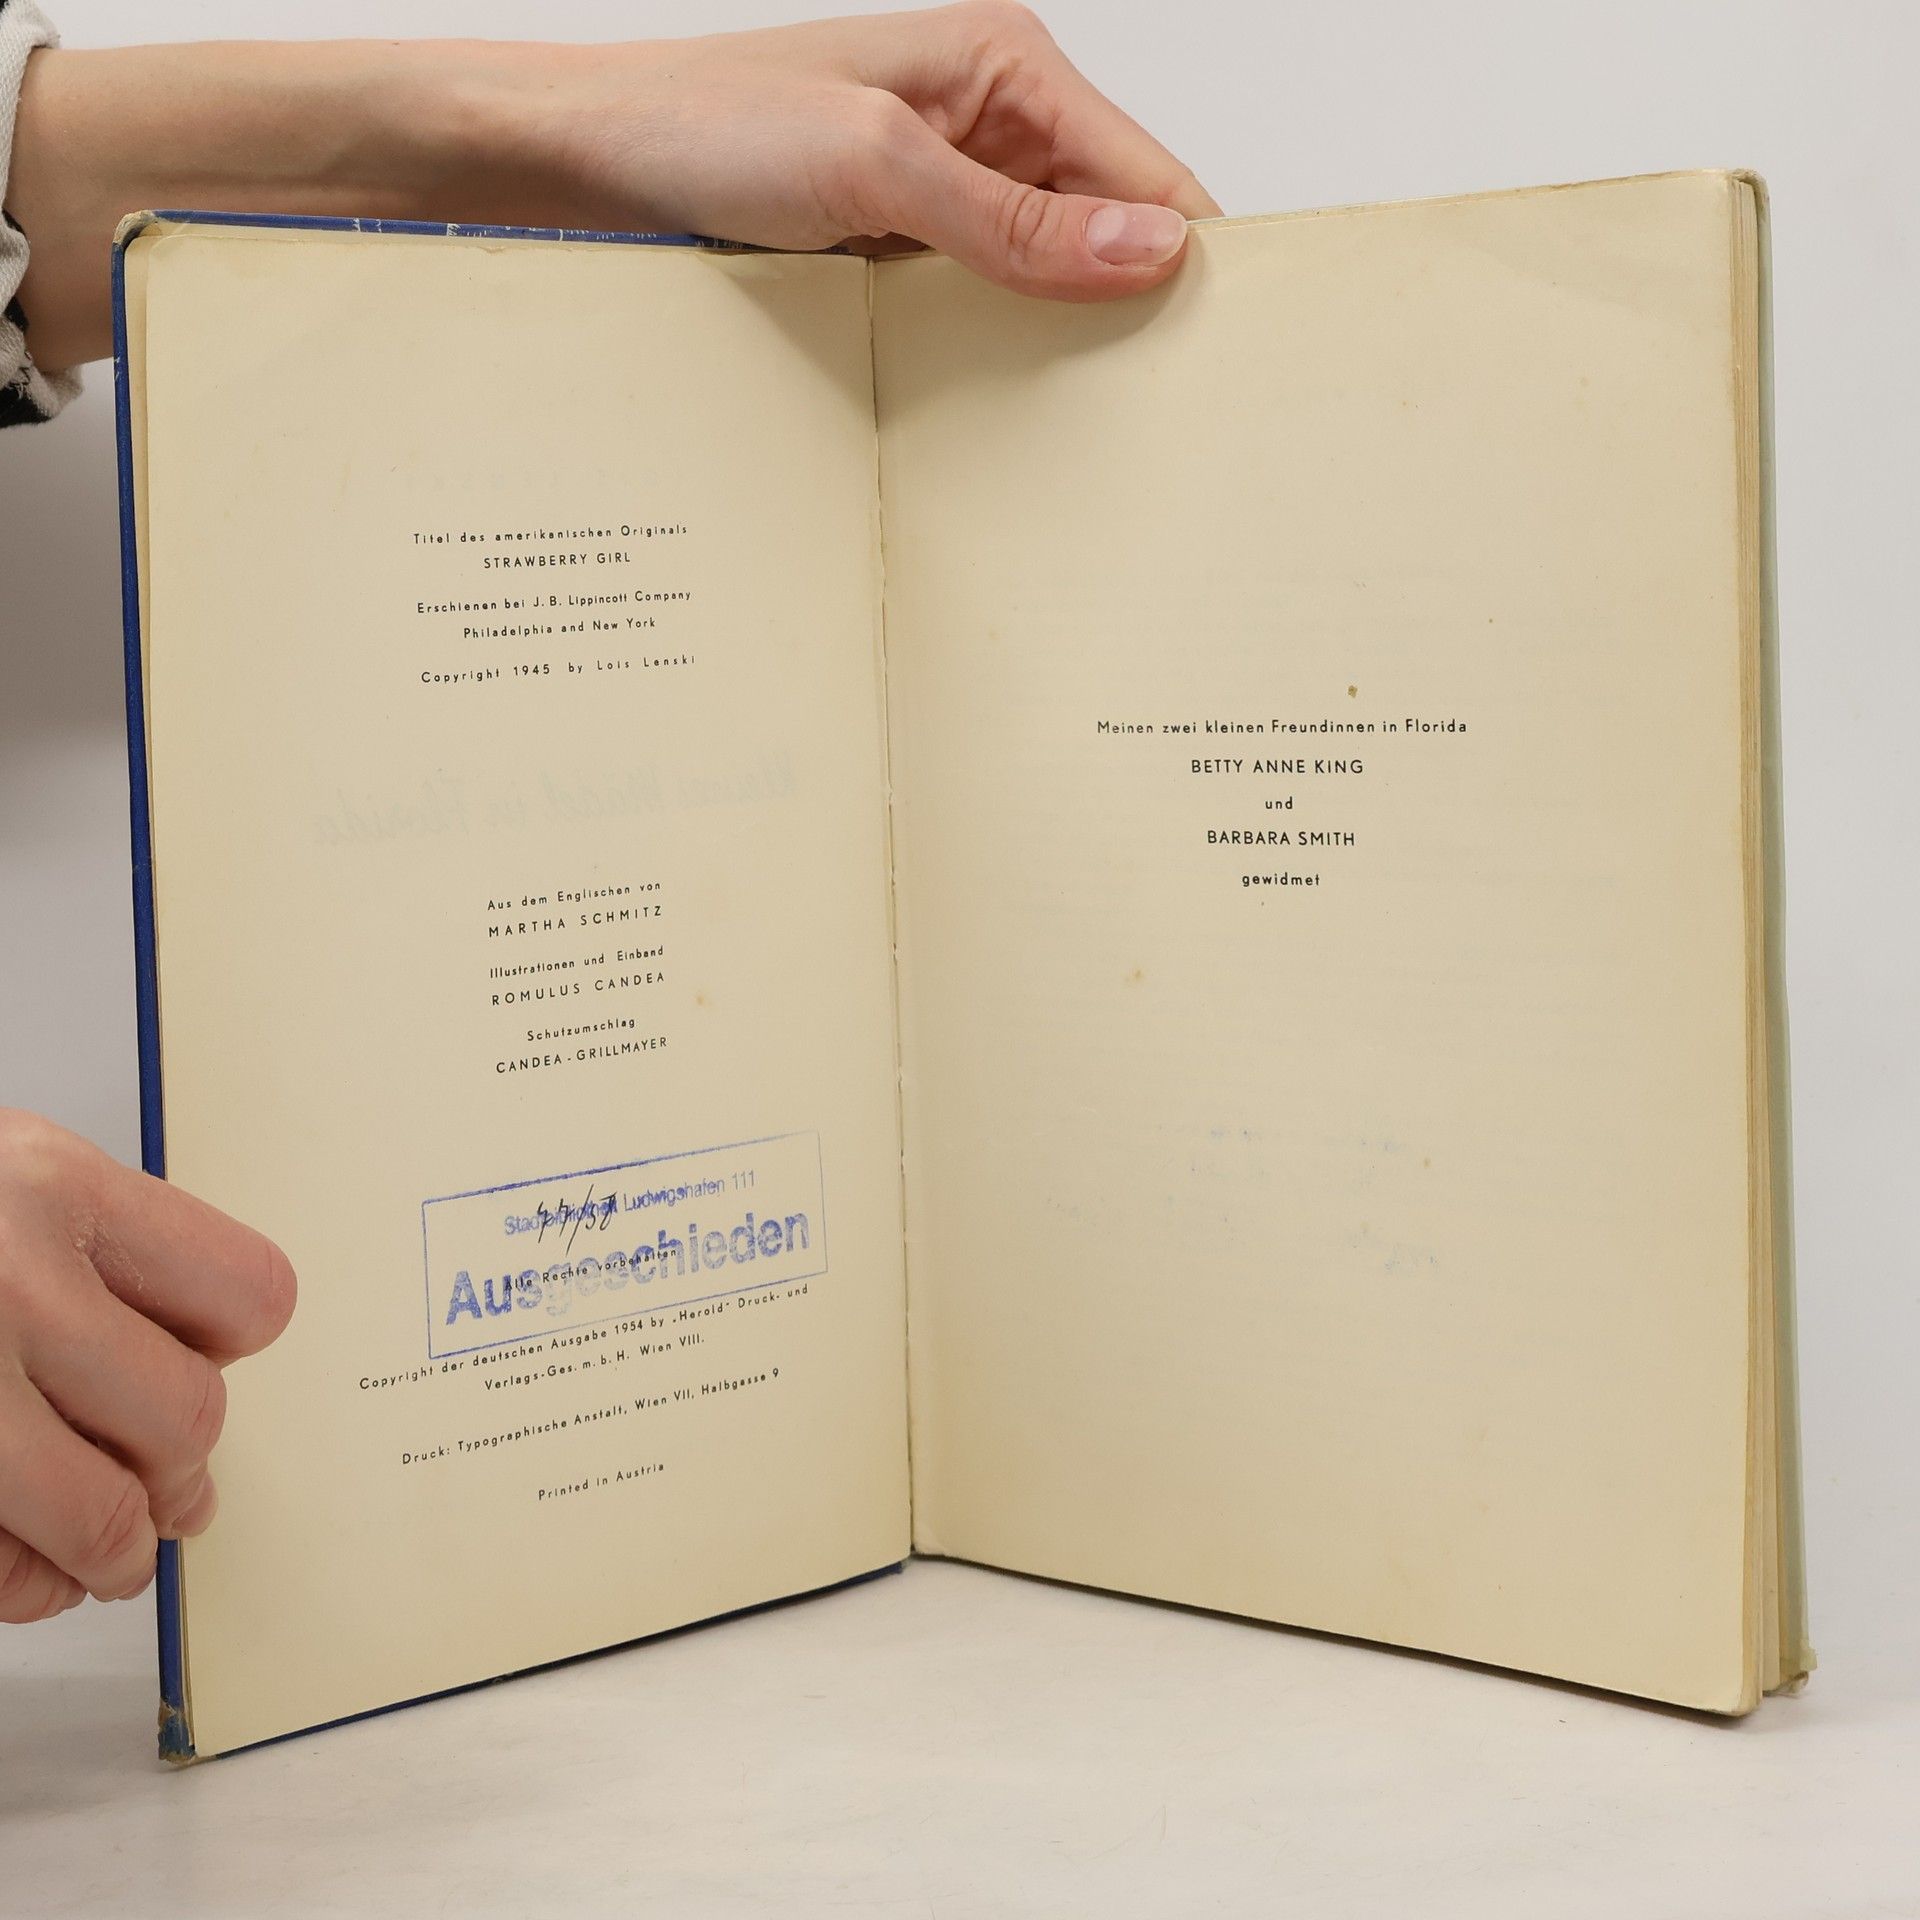 Titel des amerikanischen Originals
STRAWBERRY GIRL
Erschienen bei J. B. Lippincott Company
Philadelphia and New York
Copyright 1945 by Lois Lenski
Aus dem Englischen von
MARTHA SCHMITZ
Illustrationen und Einband
ROMULUS CANDEA
Schutzumschlag
CANDEA-GRILLMAYER
Stadtbibliothek Ludwigshafen 111
Ausgeschieden
Alle Rechte vorbehalten
Copyright der deutschen Ausgabe 1954 by „Herold" Druck- und
Verlags-Ges. m. b. H. Wien VIII.
Druck: Typographische Anstalt, Wien VII, Halbgasse 9
Printed in Austria
Meinen zwei kleinen Freundinnen in Florida
BETTY ANNE KING
und
BARBARA SMITH
gewidmet